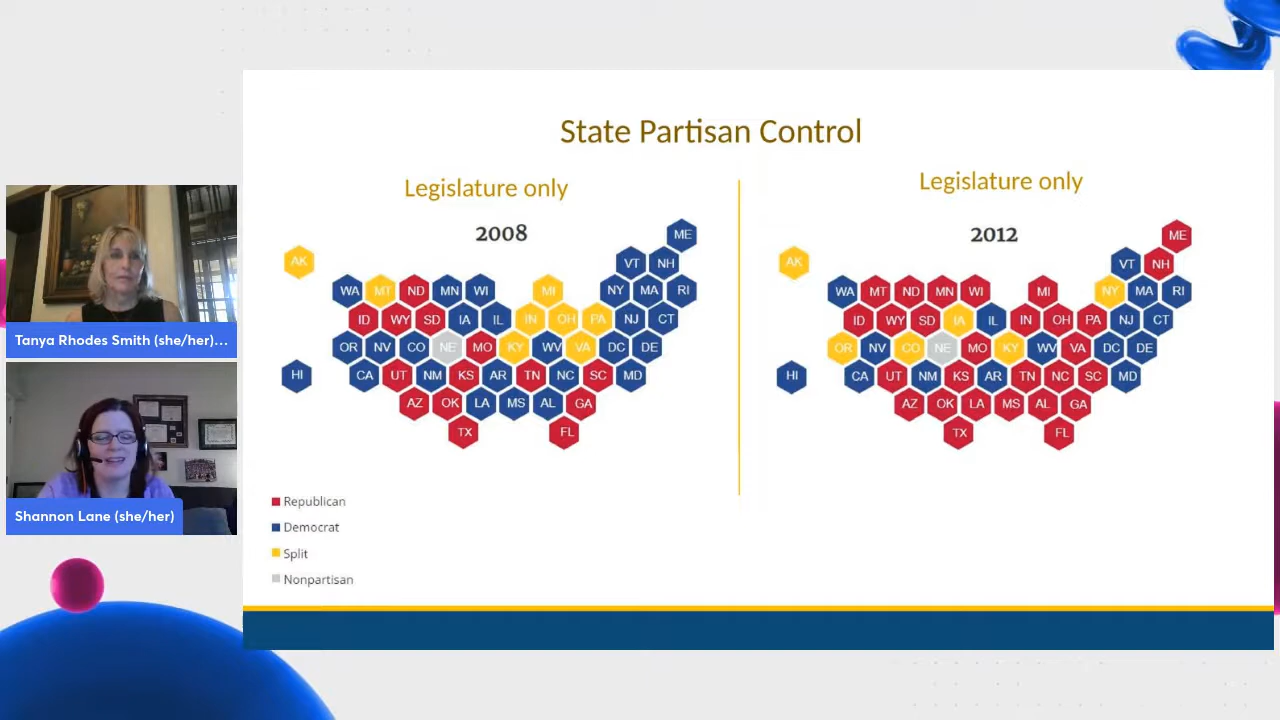 State Partisan Control
Legislature only
2008
ME
AK
VT NH
WA MT ND MN WI MI NY MA RI
ID WY SD IA IL IN OH PA NJ CT
OR NV CO NE MO KY WV VA DC DE
HI
CA UT NM KS AR TN NC SC MD
AZ OK LA MS AL GA
TX FL
Republican
Democrat
Split
Nonpartisan
Legislature only
2012
ME
AK
VT NH
WA MT ND MN WI MI NY MA RI
ID WY SD IA IL IN OH PA NJ CT
OR NV CO NE MO KY WV VA DC DE
HI
CA UT NM KS AR TN NC SC MD
AZ OK LA MS AL GA
TX FL
Tanya Rhodes Smith (she/her)...
Shannon Lane (she/her)